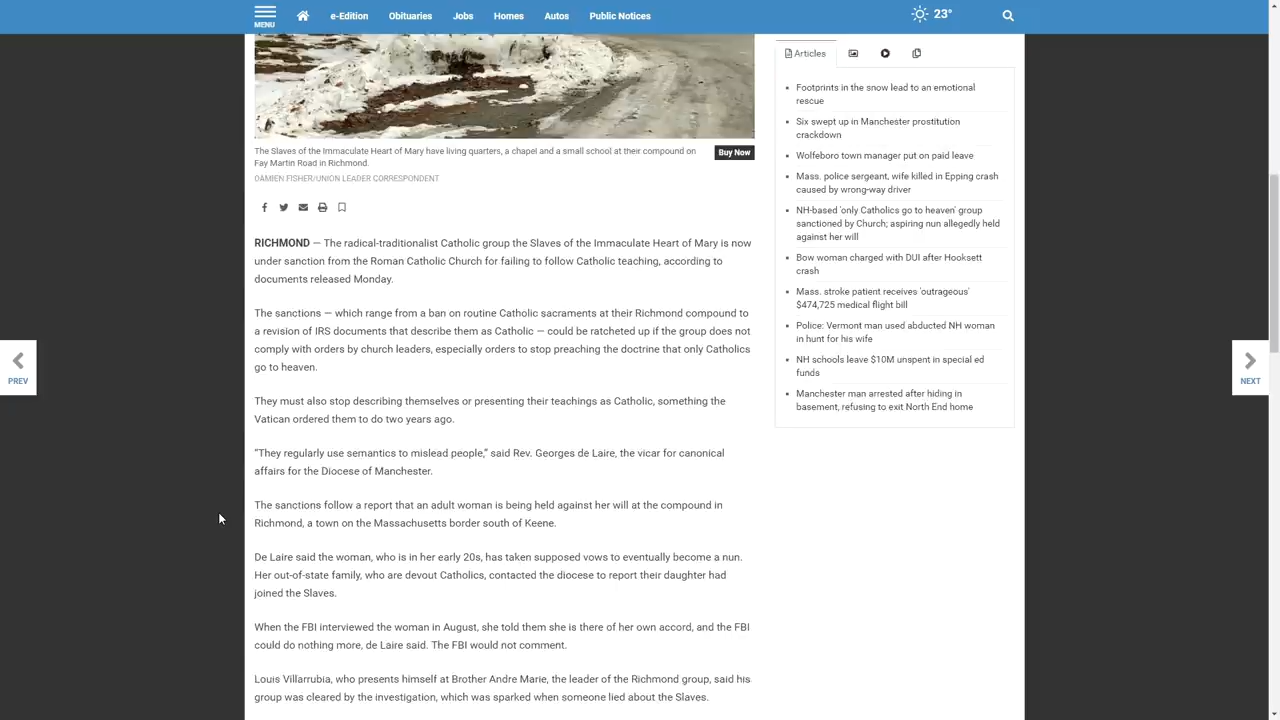 MENU
e-Edition
Obituaries
Jobs
Homes
Autos
Public Notices
23°
The Slaves of the Immaculate Heart of Mary have living quarters, a chapel and a small school at their compound on
Fay Martin Road in Richmond.
Buy Now
DAMIEN FISHER/UNION LEADER CORRESPONDENT
RICHMOND — The radical-traditionalist Catholic group the Slaves of the Immaculate Heart of Mary is now
under sanction from the Roman Catholic Church for failing to follow Catholic teaching, according to
documents released Monday.
The sanctions — which range from a ban on routine Catholic sacraments at their Richmond compound to
a revision of IRS documents that describe them as Catholic — could be ratcheted up if the group does not
comply with orders by church leaders, especially orders to stop preaching the doctrine that only Catholics
go to heaven.
They must also stop describing themselves or presenting their teachings as Catholic, something the
Vatican ordered them to do two years ago.
“They regularly use semantics to mislead people,” said Rev. Georges de Laire, the vicar for canonical
affairs for the Diocese of Manchester.
The sanctions follow a report that an adult woman is being held against her will at the compound in
Richmond, a town on the Massachusetts border south of Keene.
De Laire said the woman, who is in her early 20s, has taken supposed vows to eventually become a nun.
Her out-of-state family, who are devout Catholics, contacted the diocese to report their daughter had
joined the Slaves.
When the FBI interviewed the woman in August, she told them she is there of her own accord, and the FBI
could do nothing more, de Laire said. The FBI would not comment.
Louis Villarrubia, who presents himself at Brother Andre Marie, the leader of the Richmond group, said his
group was cleared by the investigation, which was sparked when someone lied about the Slaves.
Articles
Footprints in the snow lead to an emotional
rescue
Six swept up in Manchester prostitution
crackdown
Wolfeboro town manager put on paid leave
Mass. police sergeant, wife killed in Epping crash
caused by wrong-way driver
NH-based 'only Catholics go to heaven' group
sanctioned by Church; aspiring nun allegedly held
against her will
Bow woman charged with DUI after Hooksett
crash
Mass. stroke patient receives 'outrageous'
$474,725 medical flight bill
Police: Vermont man used abducted NH woman
in hunt for his wife
NH schools leave $10M unspent in special ed
funds
Manchester man arrested after hiding in
basement, refusing to exit North End home
PREV
NEXT